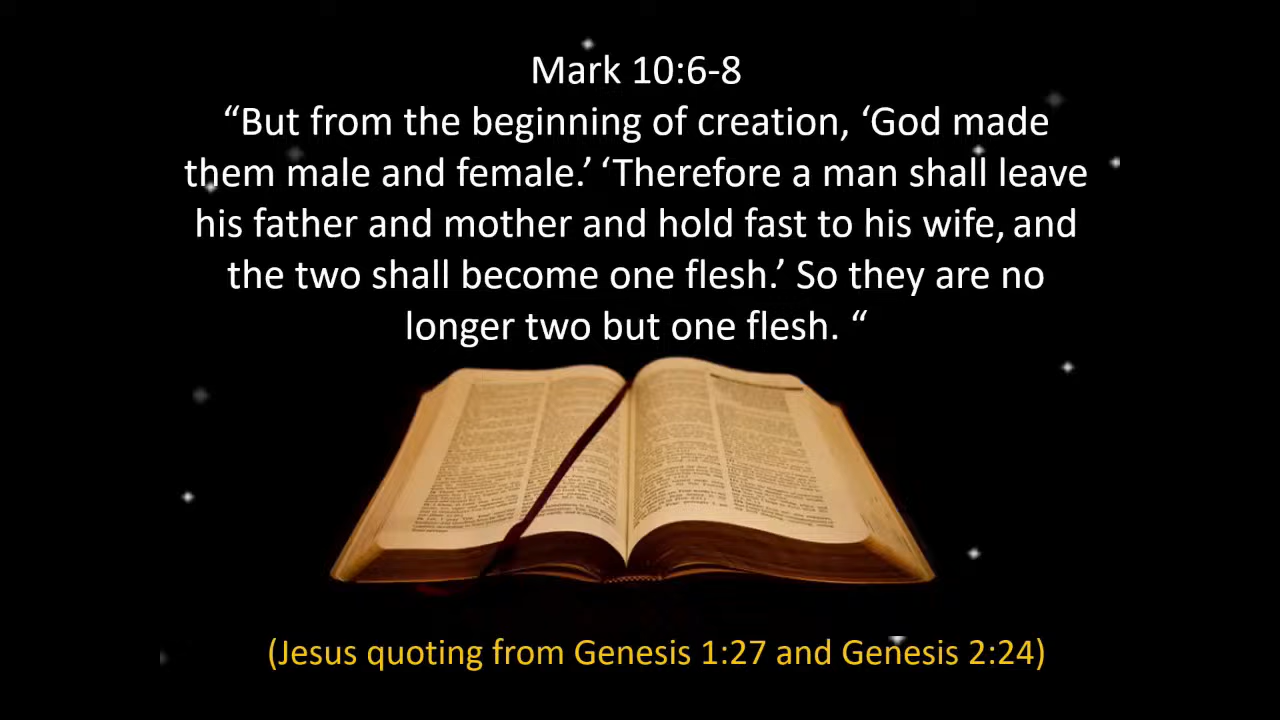 Mark 10:6-8
“But from the beginning of creation, ‘God made
them male and female.’ ‘Therefore a man shall leave
his father and mother and hold fast to his wife, and
the two shall become one flesh.’ So they are no
longer two but one flesh. “
(Jesus quoting from Genesis 1:27 and Genesis 2:24)